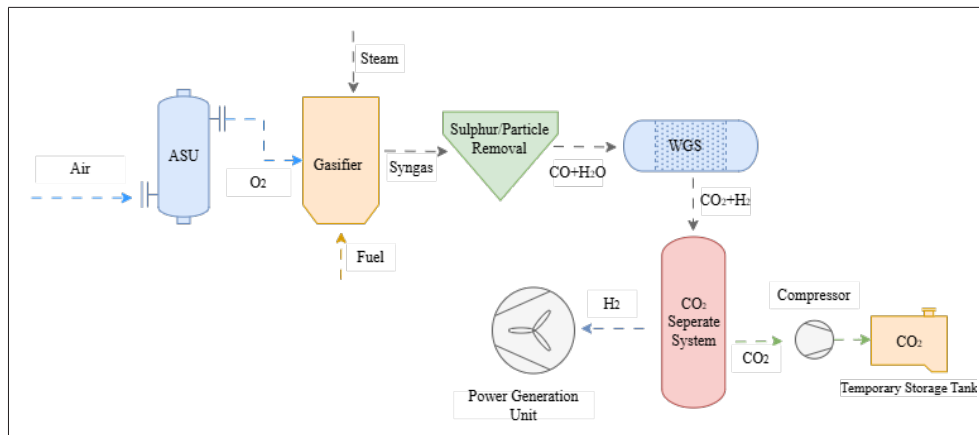 Steam
Air
ASU
O₂
Gasifier
Fuel
Syngas
Sulphur/Particle
Removal
CO+H₂O
WGS
CO₂+H₂
CO₂
Seperate
System
H₂
Power Generation
Unit
CO₂
Compressor
CO₂
Temporary Storage Tank